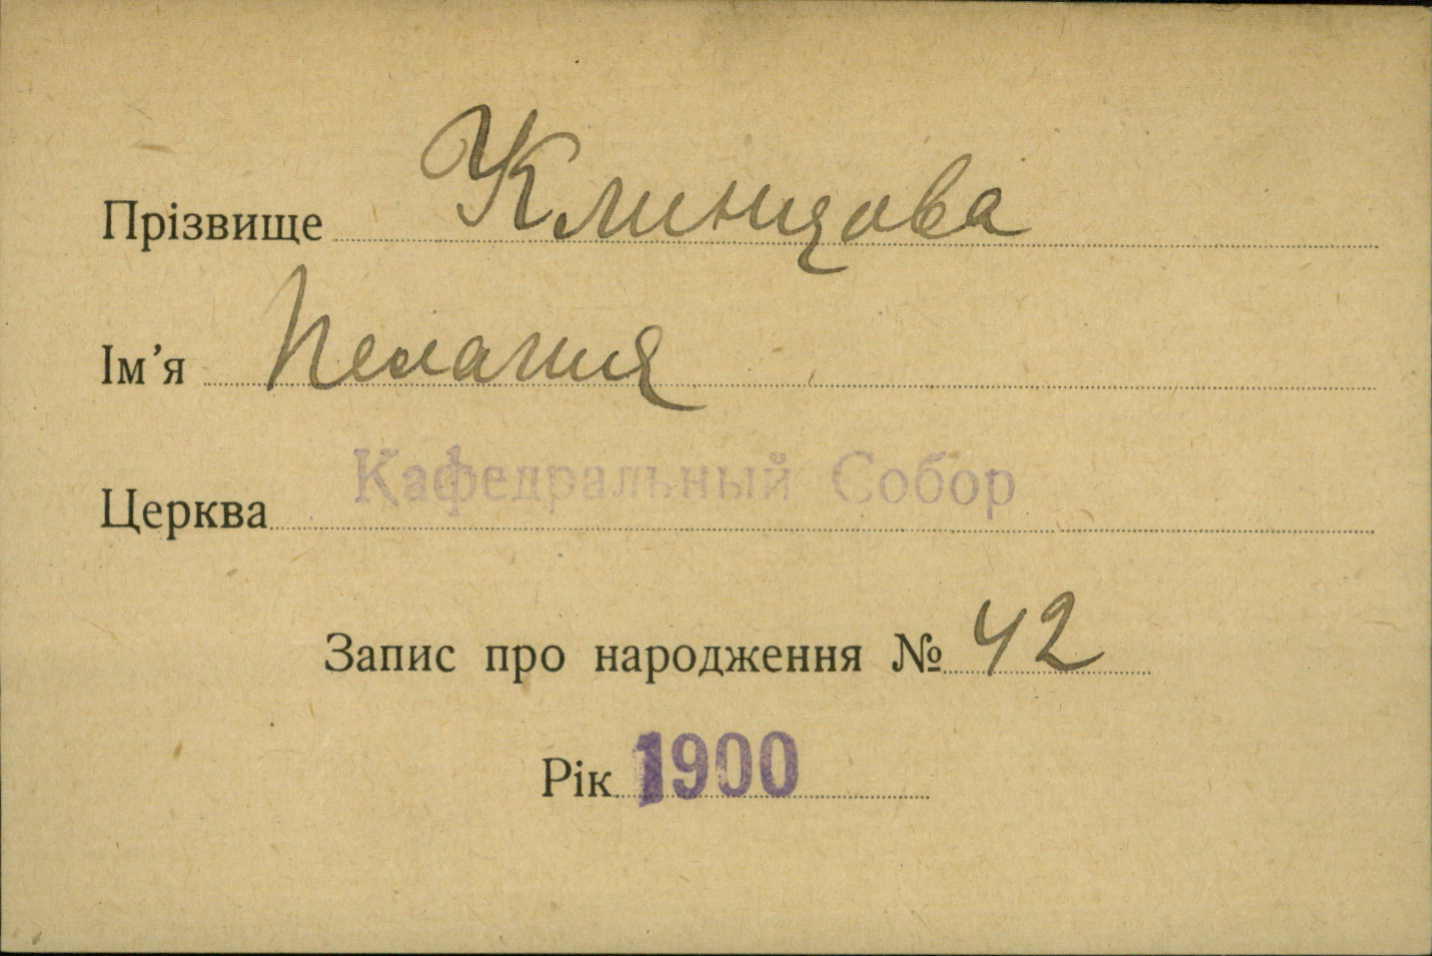 Прізвище Клинцова
Ім’я Пелагия
Церква Кафедральный Собор
Запис про народження № 42
Рік 1900